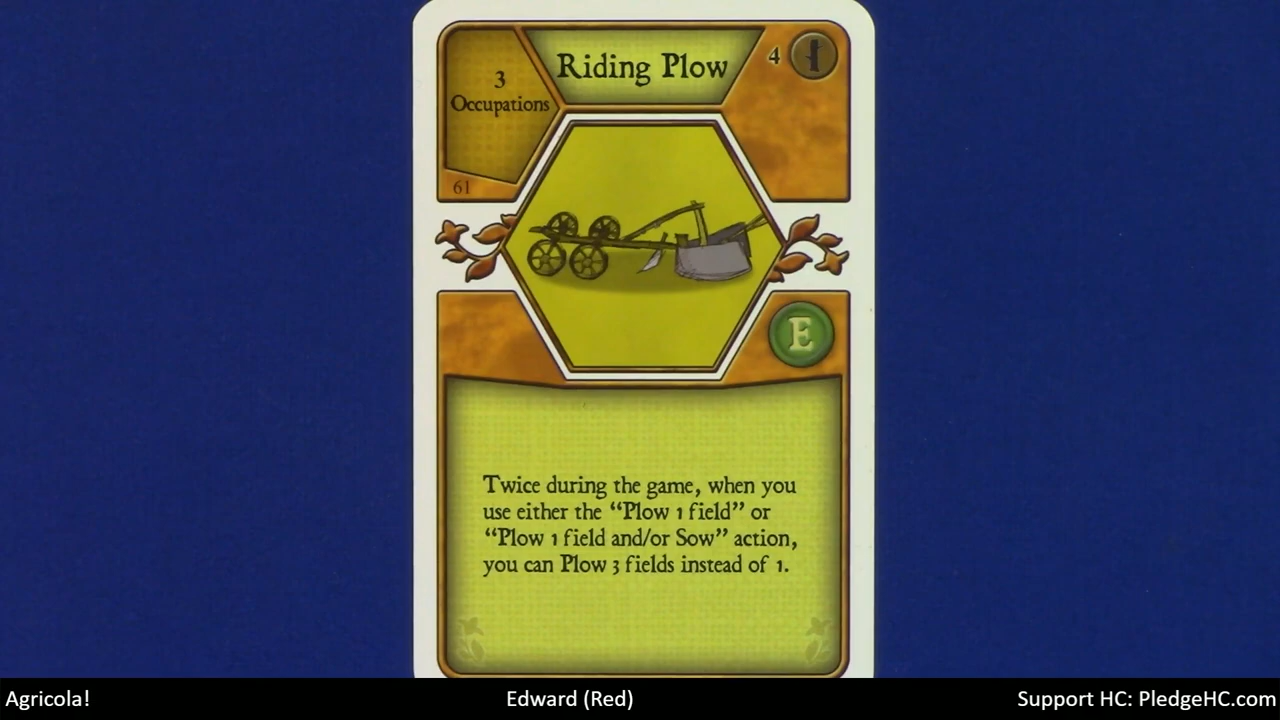 3
Occupations
Riding Plow
4
61
E
Twice during the game, when you
use either the “Plow 1 field” or
“Plow 1 field and/or Sow” action,
you can Plow 3 fields instead of 1.
Agricola!
Edward (Red)
Support HC: PledgeHC.com